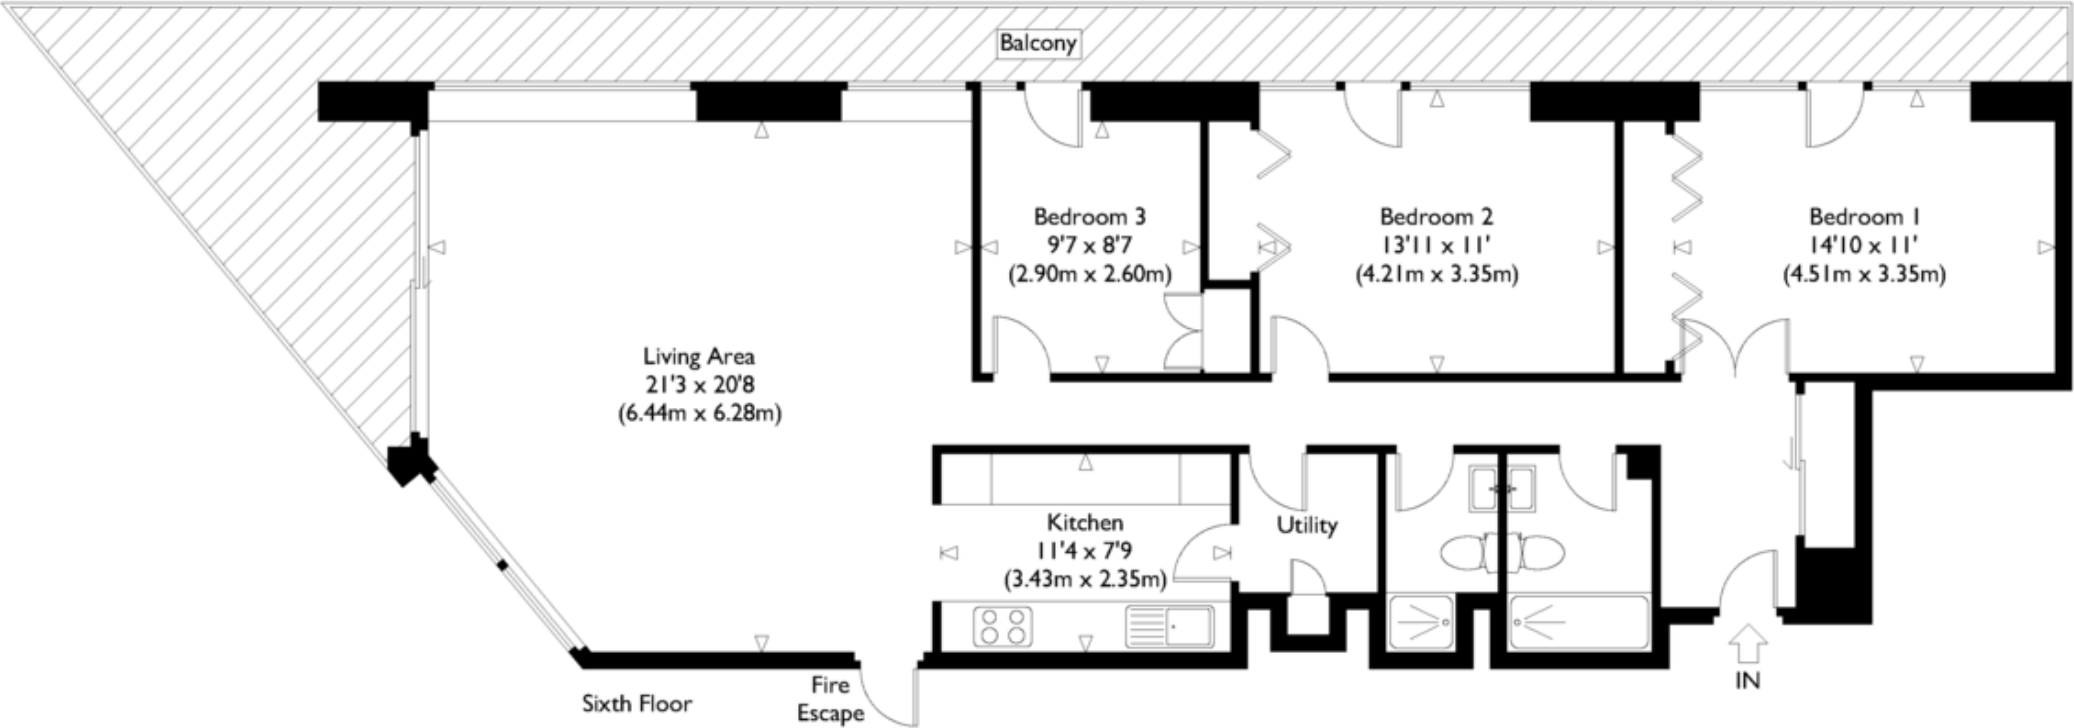 Balcony
Bedroom 3
9'7 x 8'7
(2.90m x 2.60m)
Bedroom 2
13'11 x 11'
(4.21m x 3.35m)
Bedroom 1
14'10 x 11'
(4.51m x 3.35m)
Living Area
21'3 x 20'8
(6.44m x 6.28m)
Kitchen
11'4 x 7'9
(3.43m x 2.35m)
Utility
Sixth Floor
Fire
Escape
IN